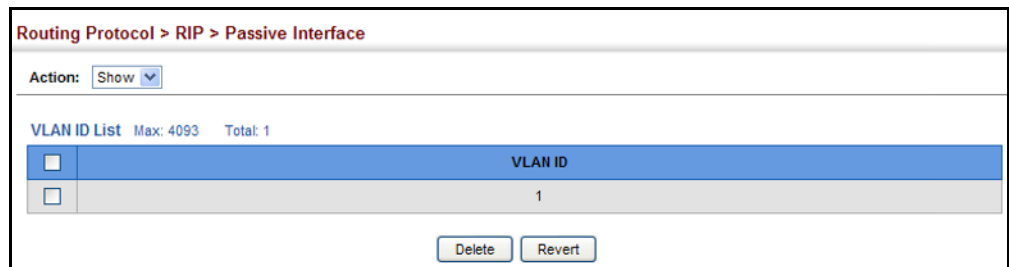 Routing Protocol > RIP > Passive Interface
Action: Show
VLAN ID List Max: 4093 Total: 1
VLAN ID
1
Delete Revert